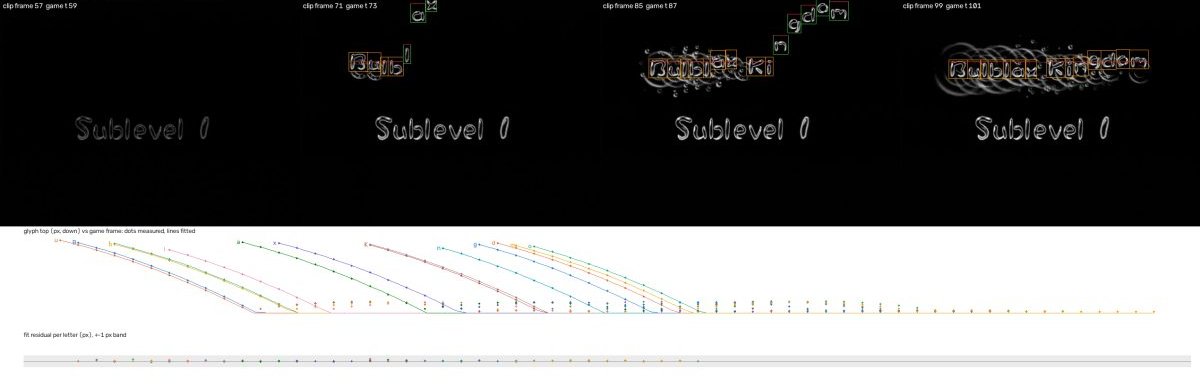 clip frame 57 game t 59
clip frame 71 game t 73
clip frame 85 game t 87
clip frame 99 game t 101
a x
Bulbl
Bulblax Kingdom
Bulblax Kingdom
Sublevel 1
Sublevel 1
Sublevel 1
Sublevel 1
glyph top (px, down) vs game frame; dots measured, lines fitted
u B b l a x K n g d o
fit residual per letter (px), +-1 px band